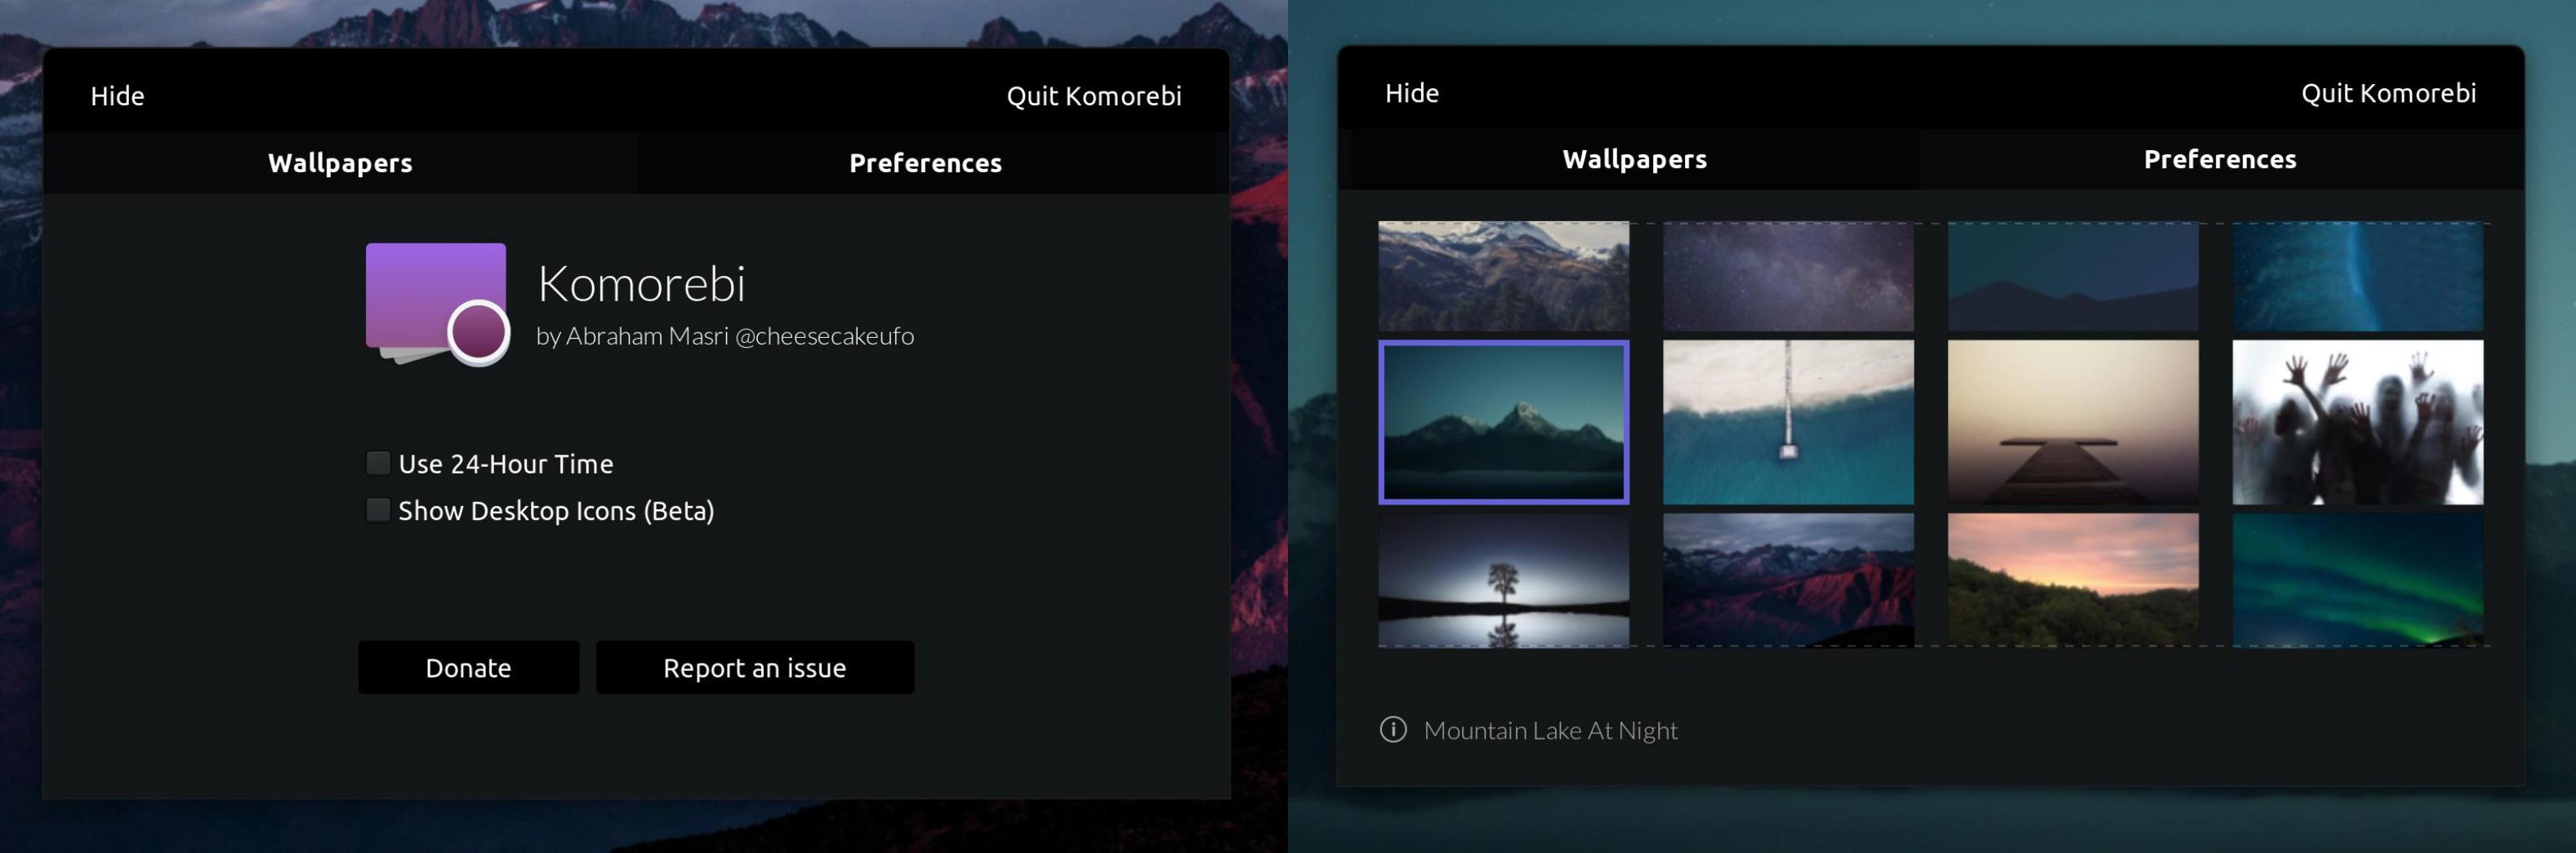 Hide
Quit Komorebi
Wallpapers
Preferences
Komorebi
by Abraham Masri @cheesecakeufo
Use 24-Hour Time
Show Desktop Icons (Beta)
Donate
Report an issue
Hide
Quit Komorebi
Wallpapers
Preferences
Mountain Lake At Night